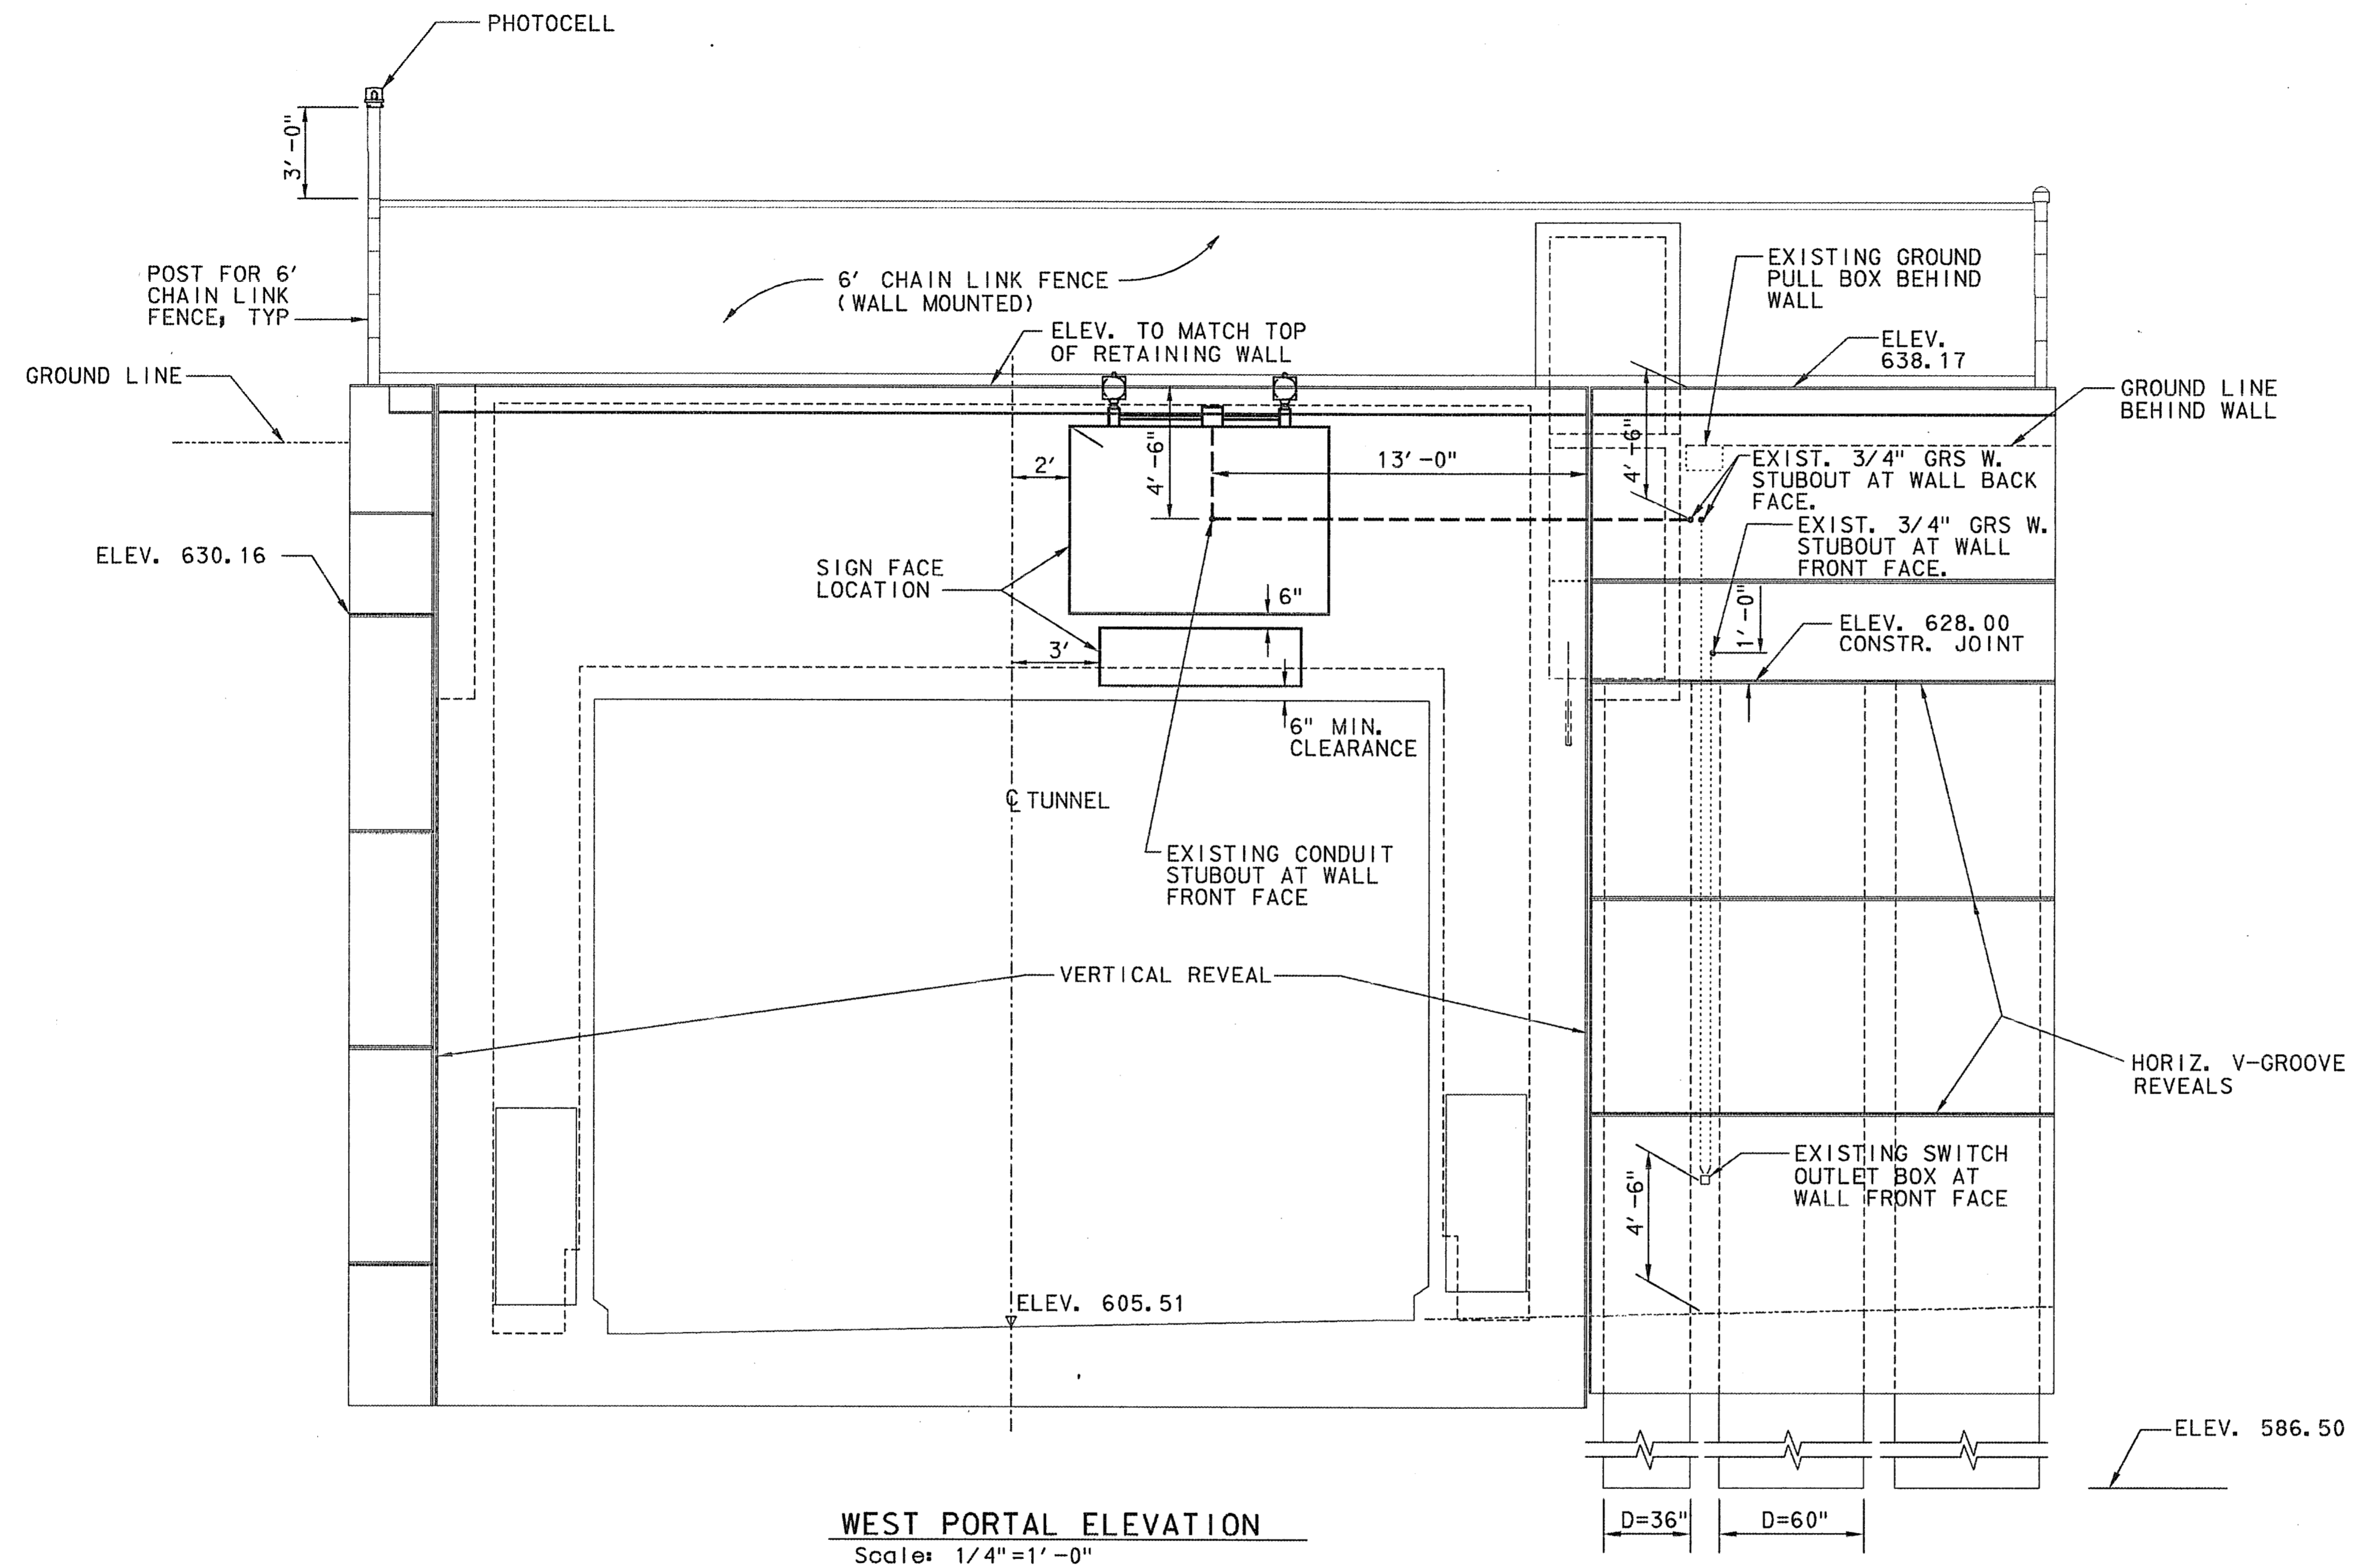 PHOTOCELL
3'-0"
POST FOR 6'
CHAIN LINK
FENCE, TYP
6' CHAIN LINK FENCE
(WALL MOUNTED)
EXISTING GROUND
PULL BOX BEHIND
WALL
ELEV. TO MATCH TOP
OF RETAINING WALL
ELEV.
638.17
GROUND LINE
GROUND LINE
BEHIND WALL
2'
4'-6"
13'-0"
4'-6"
EXIST. 3/4" GRS W.
STUBOUT AT WALL BACK
FACE.
EXIST. 3/4" GRS W.
STUBOUT AT WALL
FRONT FACE.
ELEV. 630.16
SIGN FACE
LOCATION
6"
1'-0"
ELEV. 628.00
CONSTR. JOINT
3'
6" MIN.
CLEARANCE
℄ TUNNEL
EXISTING CONDUIT
STUBOUT AT WALL
FRONT FACE
VERTICAL REVEAL
HORIZ. V-GROOVE
REVEALS
EXISTING SWITCH
OUTLET BOX AT
WALL FRONT FACE
4'-6"
ELEV. 605.51
ELEV. 586.50
D=36"
D=60"
WEST PORTAL ELEVATION
Scale: 1/4"=1'-0"